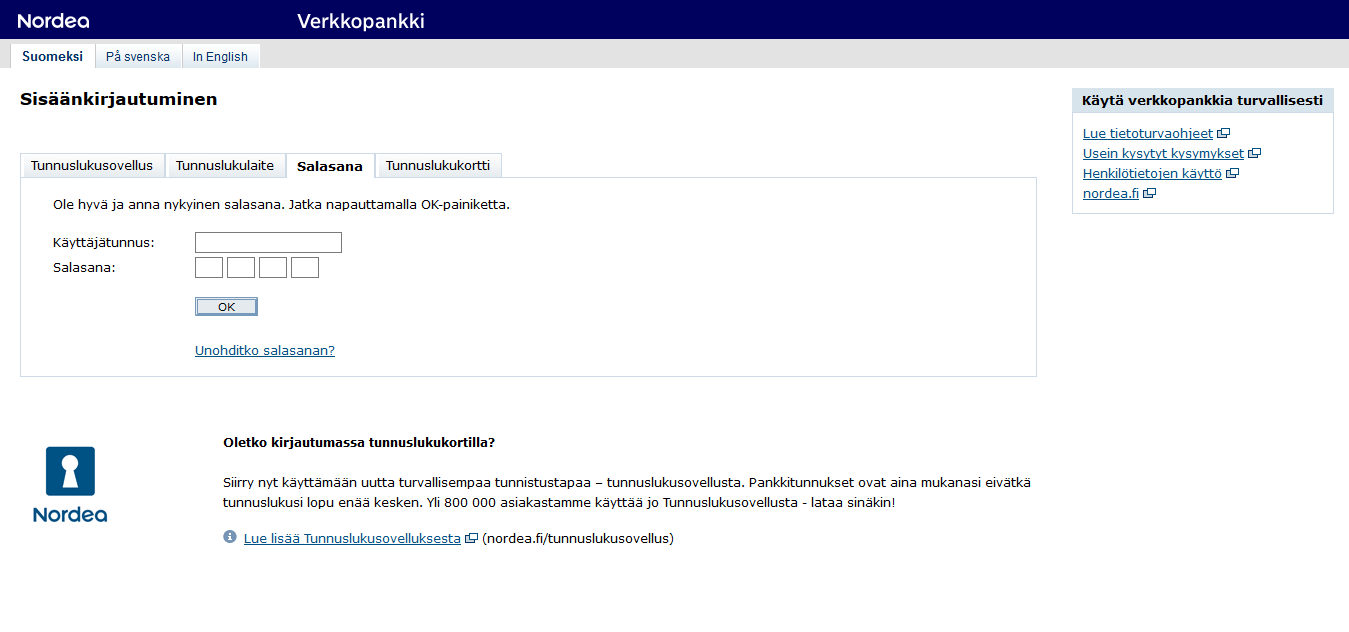 Nordea Verkkopankki
Suomeksi På svenska In English
Sisäänkirjautuminen
Tunnuslukusovellus Tunnuslukulaite Salasana Tunnuslukukortti
Ole hyvä ja anna nykyinen salasana. Jatka napauttamalla OK-painiketta.
Käyttäjätunnus:
Salasana:
OK
Unohditko salasanan?
Käytä verkkopankkia turvallisesti
Lue tietoturvaohjeet
Usein kysytyt kysymykset
Henkilötietojen käyttö
nordea.fi
Nordea
Oletko kirjautumassa tunnuslukukortilla?
Siirry nyt käyttämään uutta turvallisempaa tunnistustapaa – tunnuslukusovellusta. Pankkitunnukset ovat aina mukanasi eivätkä
tunnuslukusi lopu enää kesken. Yli 800 000 asiakastamme käyttää jo Tunnuslukusovellusta - lataa sinäkin!
Lue lisää Tunnuslukusovelluksesta (nordea.fi/tunnuslukusovellus)